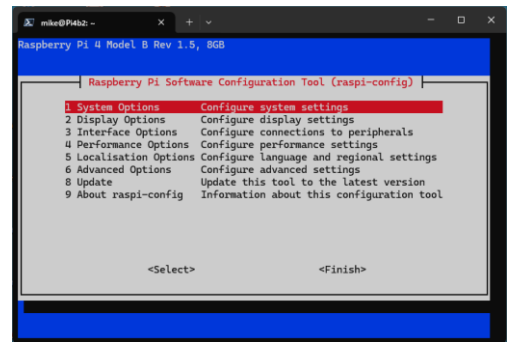 mike@Pi4b2: ~
Raspberry Pi 4 Model B Rev 1.5, 8GB
Raspberry Pi Software Configuration Tool (raspi-config)
1 System Options Configure system settings
2 Display Options Configure display settings
3 Interface Options Configure connections to peripherals
4 Performance Options Configure performance settings
5 Localisation Options Configure language and regional settings
6 Advanced Options Configure advanced settings
8 Update Update this tool to the latest version
9 About raspi-config Information about this configuration tool
<Select> <Finish>